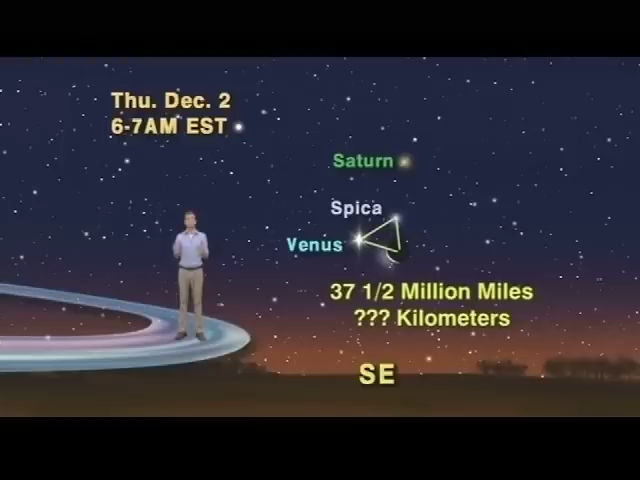 Thu. Dec. 2
6-7AM EST
Saturn
Spica
Venus
37 1/2 Million Miles
??? Kilometers
SE